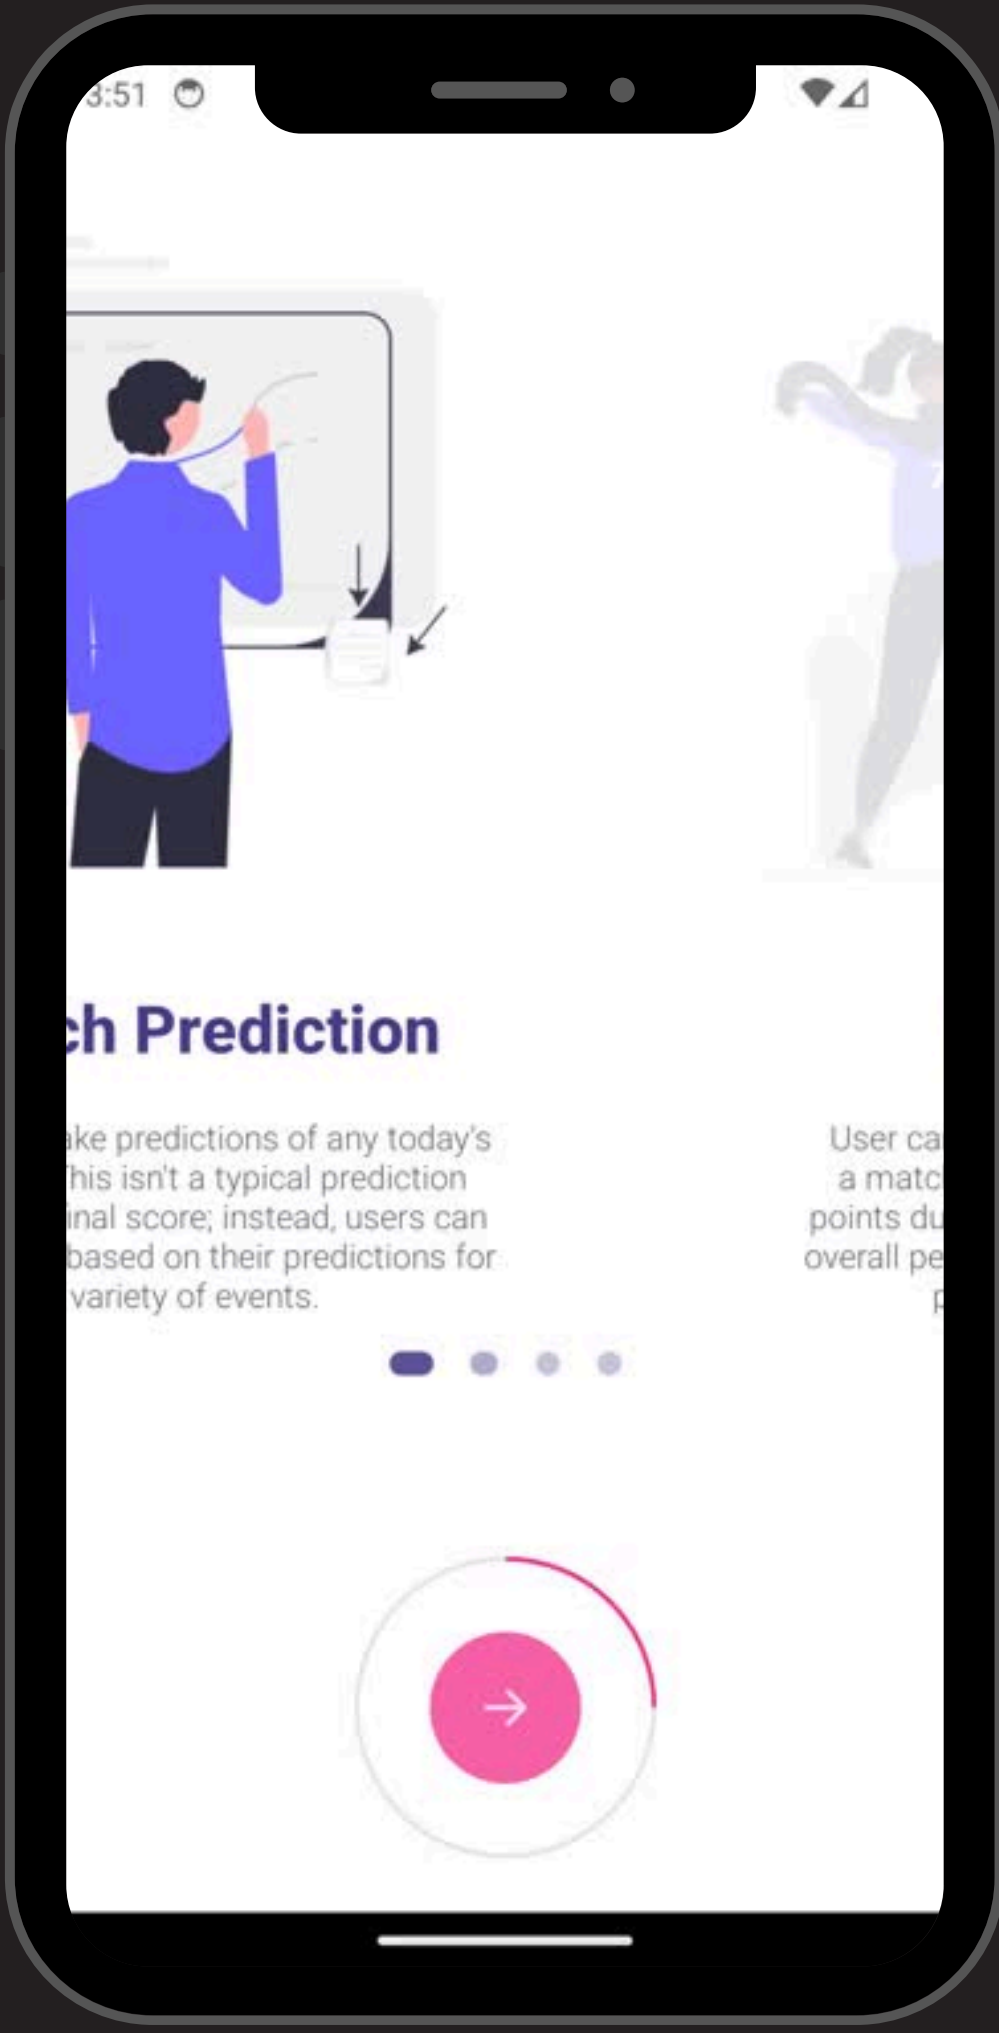 3:51
ch Prediction
ake predictions of any today's
This isn't a typical prediction
inal score; instead, users can
based on their predictions for
variety of events.
User ca
a matc
points du
overall pe
p